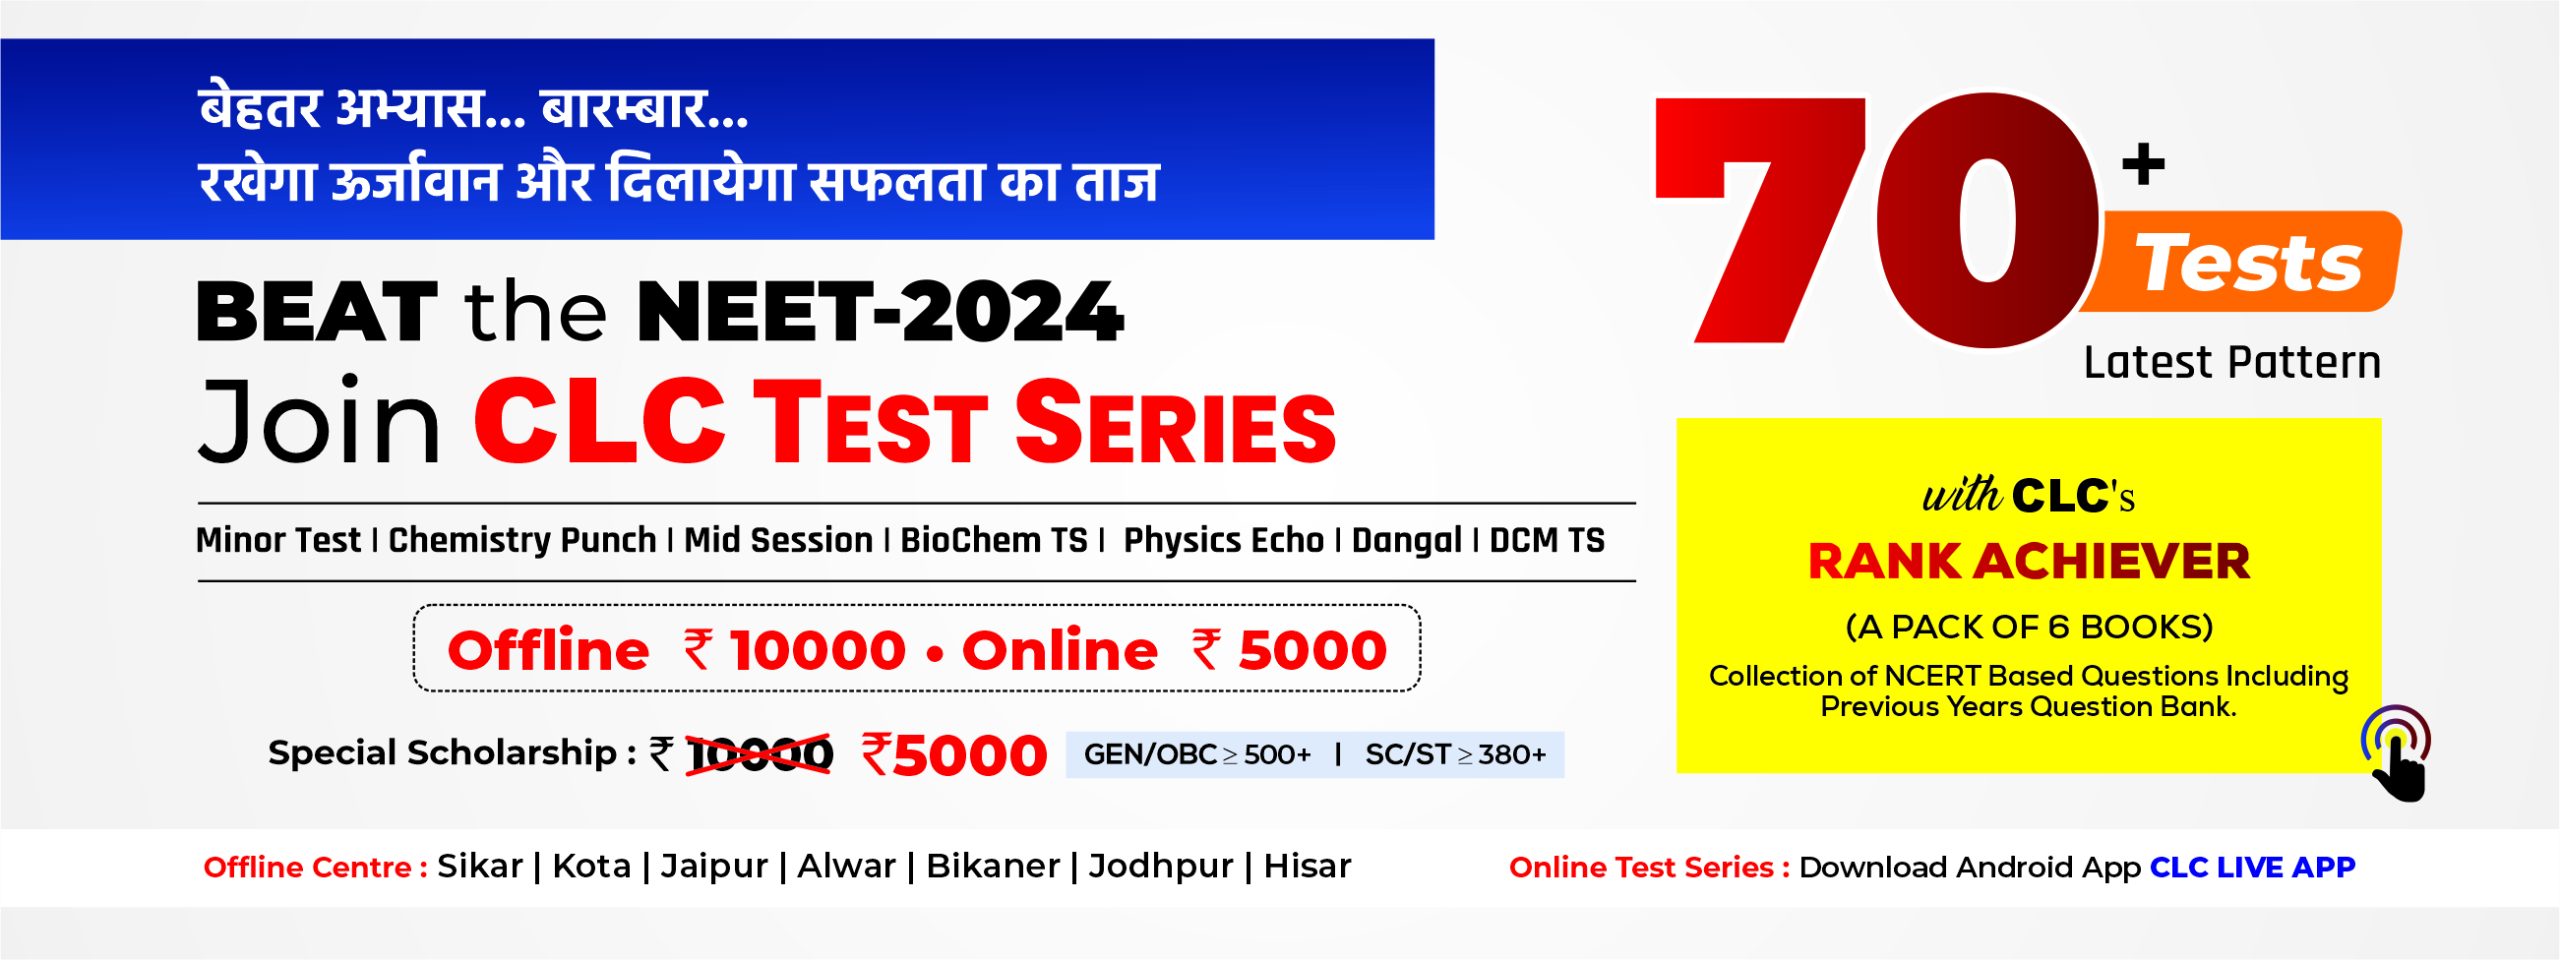 बेहतर अभ्यास... बारम्बार...
रखेगा ऊर्जावान और दिलायेगा सफलता का ताज
BEAT the NEET-2024
Join CLC TEST SERIES
Minor Test | Chemistry Punch | Mid Session | BioChem TS | Physics Echo | Dangal | DCM TS
Offline ₹ 10000 • Online ₹ 5000
Special Scholarship : ₹ 10000 ₹5000 GEN/OBC ≥ 500+ | SC/ST ≥ 380+
70+
Tests
Latest Pattern
with CLC's
RANK ACHIEVER
(A PACK OF 6 BOOKS)
Collection of NCERT Based Questions Including
Previous Years Question Bank.
Offline Centre : Sikar | Kota | Jaipur | Alwar | Bikaner | Jodhpur | Hisar
Online Test Series : Download Android App CLC LIVE APP